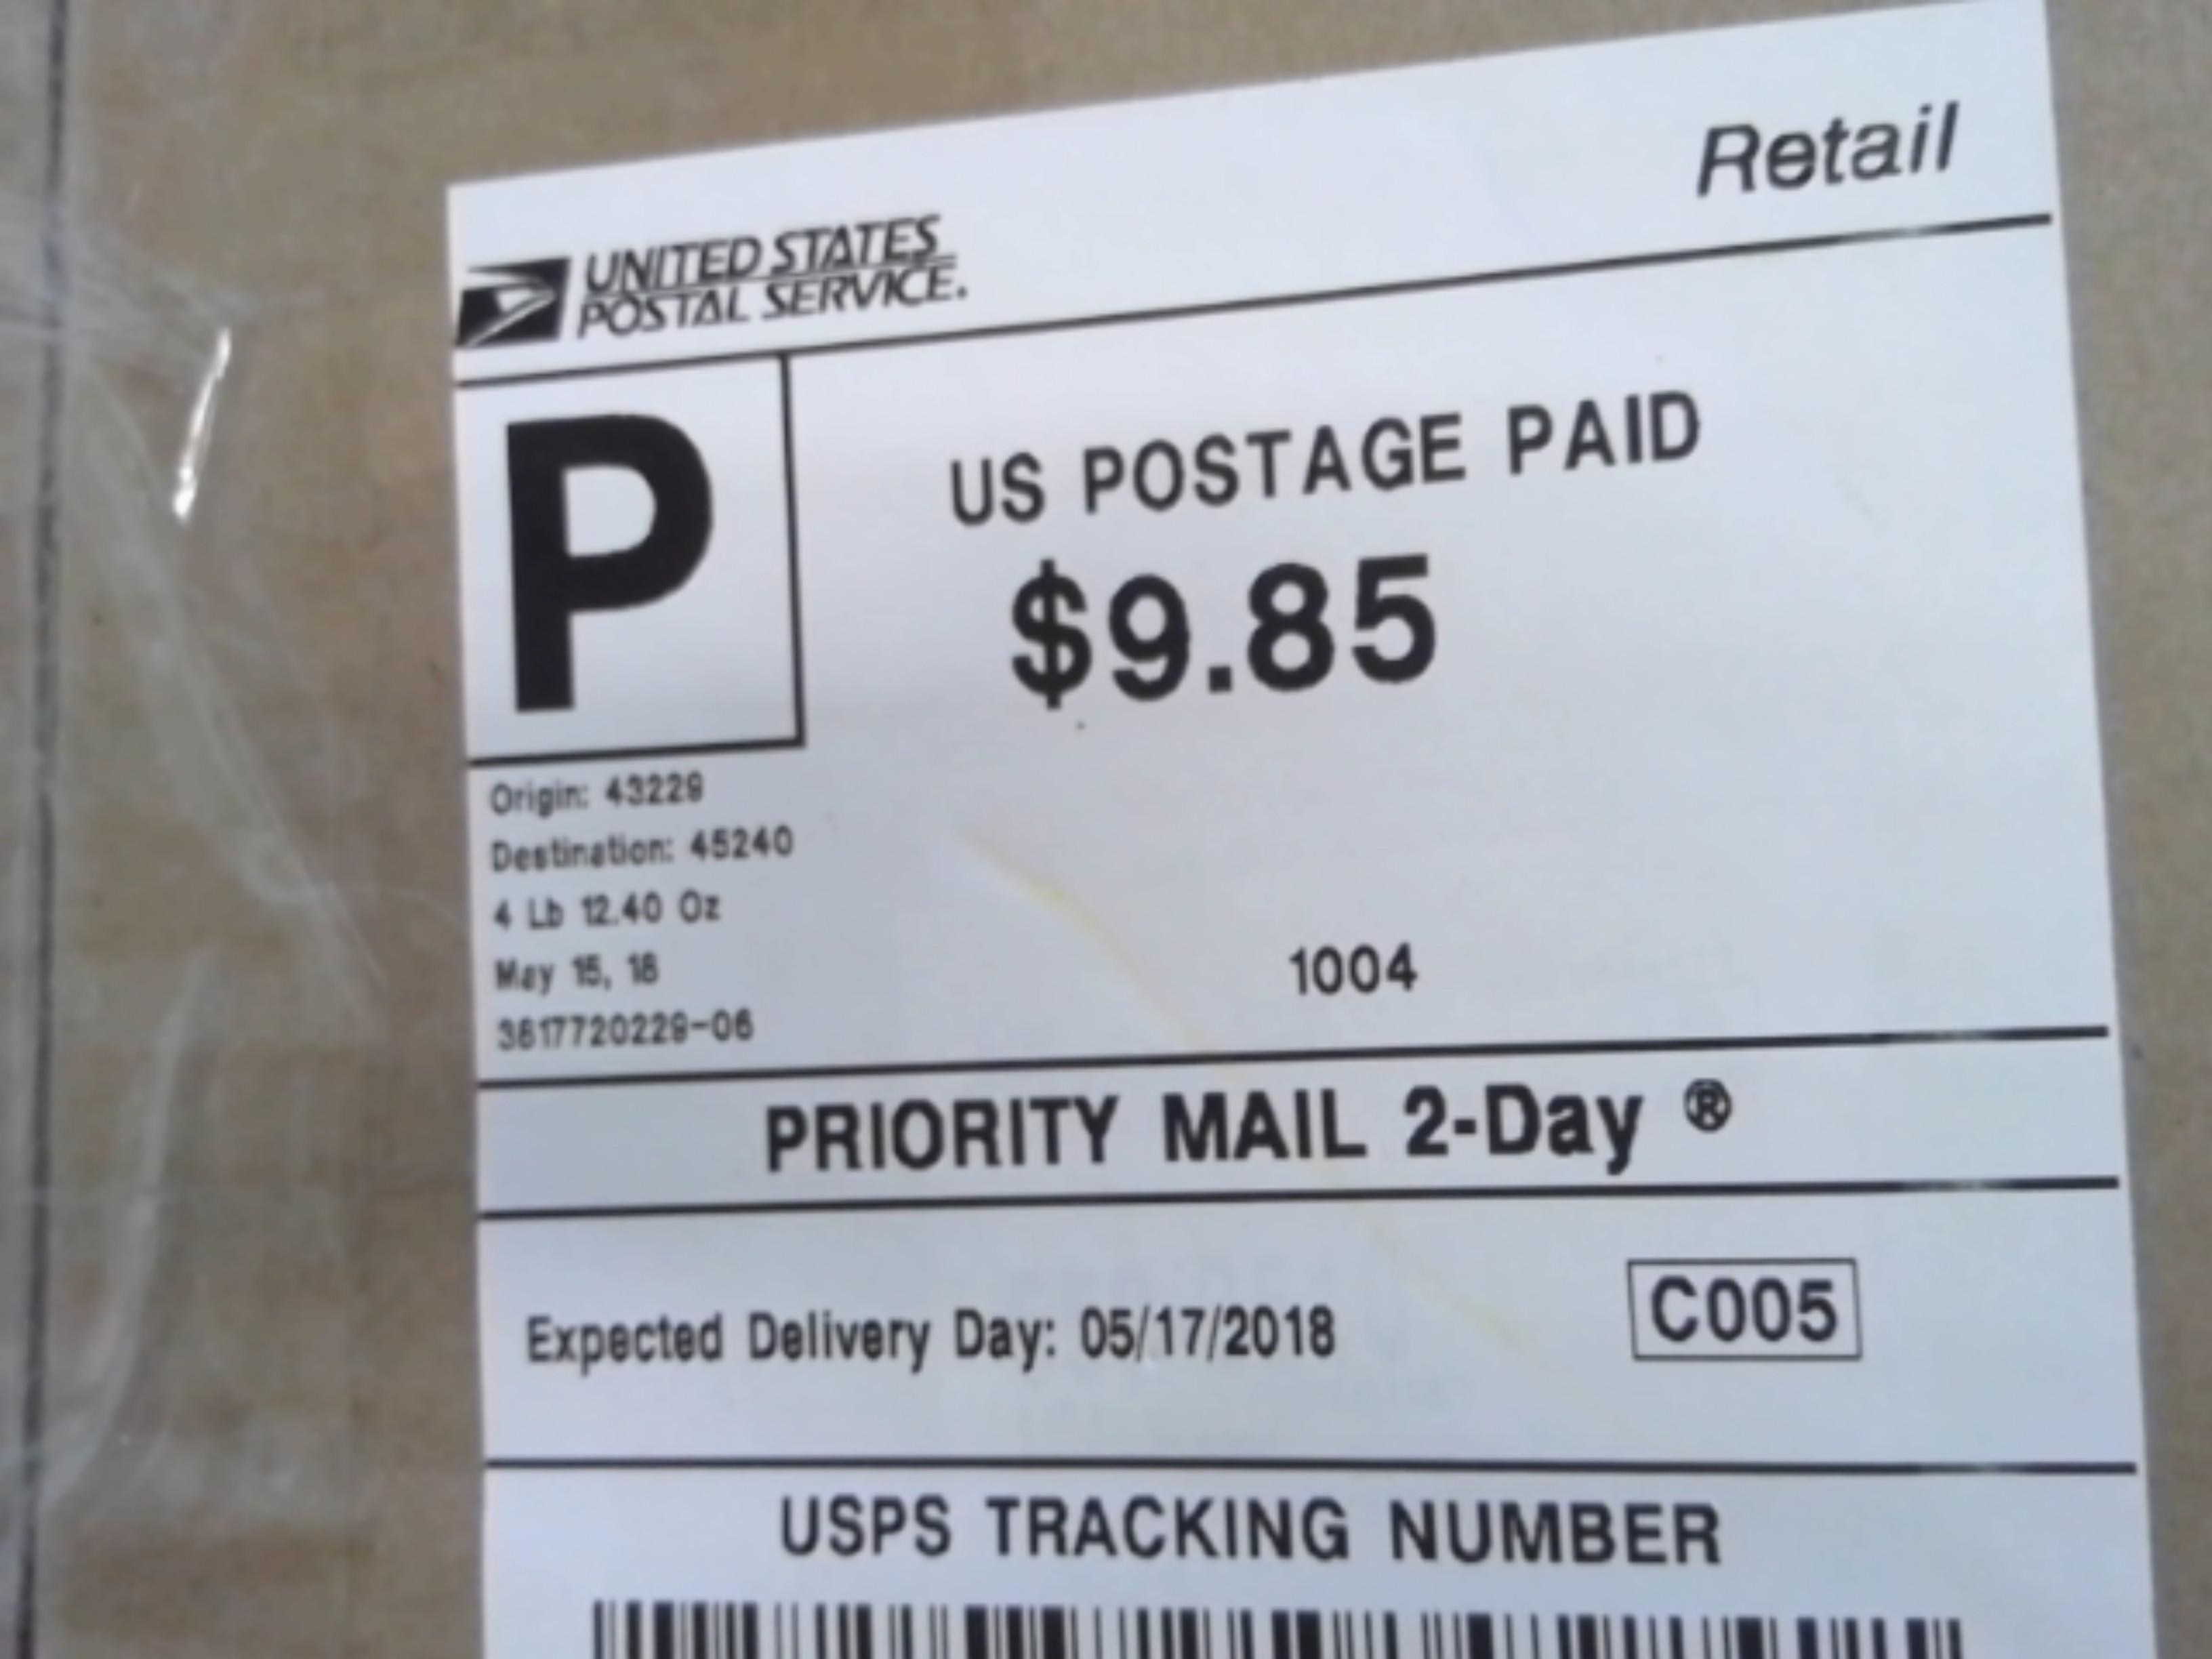 Retail
UNITED STATES
POSTAL SERVICE.
P
US POSTAGE PAID
$9.85
Origin: 43229
Destination: 45240
4 Lb 12.40 Oz
May 15, 18
3617720229-06
1004
PRIORITY MAIL 2-Day ®
Expected Delivery Day: 05/17/2018
C005
USPS TRACKING NUMBER